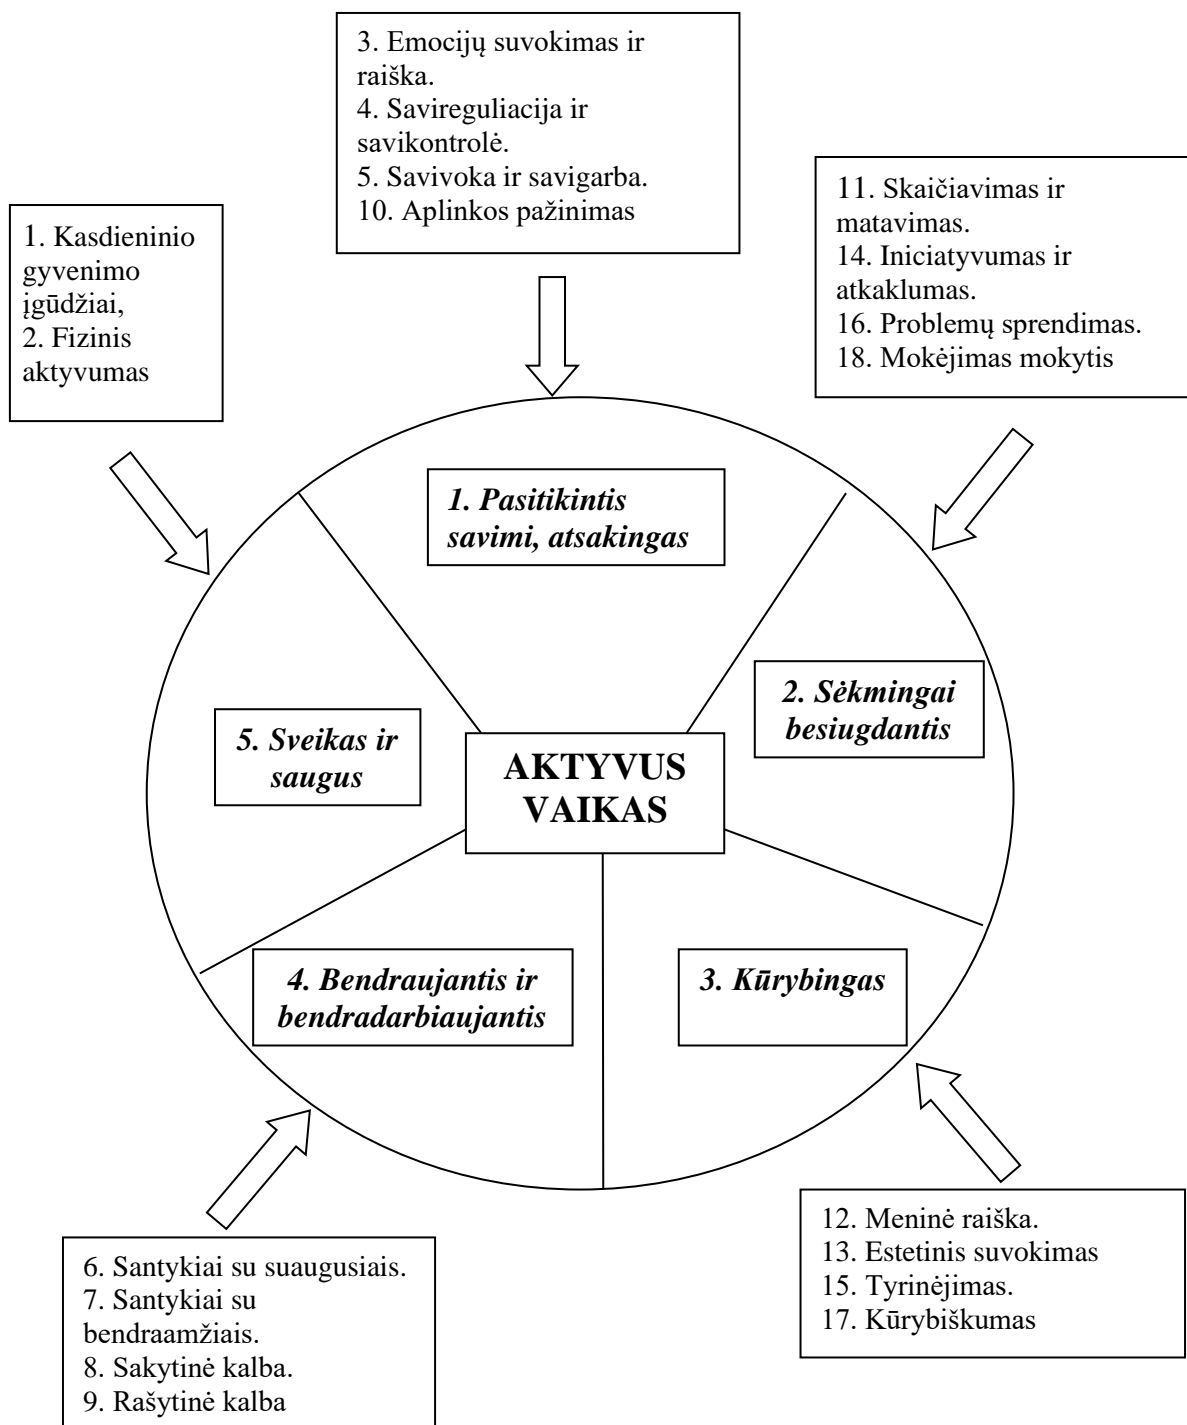 3. Emocijų suvokimas ir
raiška.
4. Savireguliacija ir
savikontrolė.
5. Savivoka ir savigarba.
10. Aplinkos pažinimas
11. Skaičiavimas ir
matavimas.
14. Iniciatyvumas ir
atkaklumas.
16. Problemų sprendimas.
18. Mokėjimas mokytis
1. Kasdieninio
gyvenimo
įgūdžiai,
2. Fizinis
aktyvumas
1. Pasitikintis
savimi, atsakingas
2. Sėkmingai
besiugdantis
5. Sveikas ir
saugus
AKTYVUS
VAIKAS
4. Bendraujantis ir
bendradarbiaujantis
3. Kūrybingas
6. Santykiai su suaugusiais.
7. Santykiai su
bendraamžiais.
8. Sakytinė kalba.
9. Rašytinė kalba
12. Meninė raiška.
13. Estetinis suvokimas
15. Tyrinėjimas.
17. Kūrybiškumas